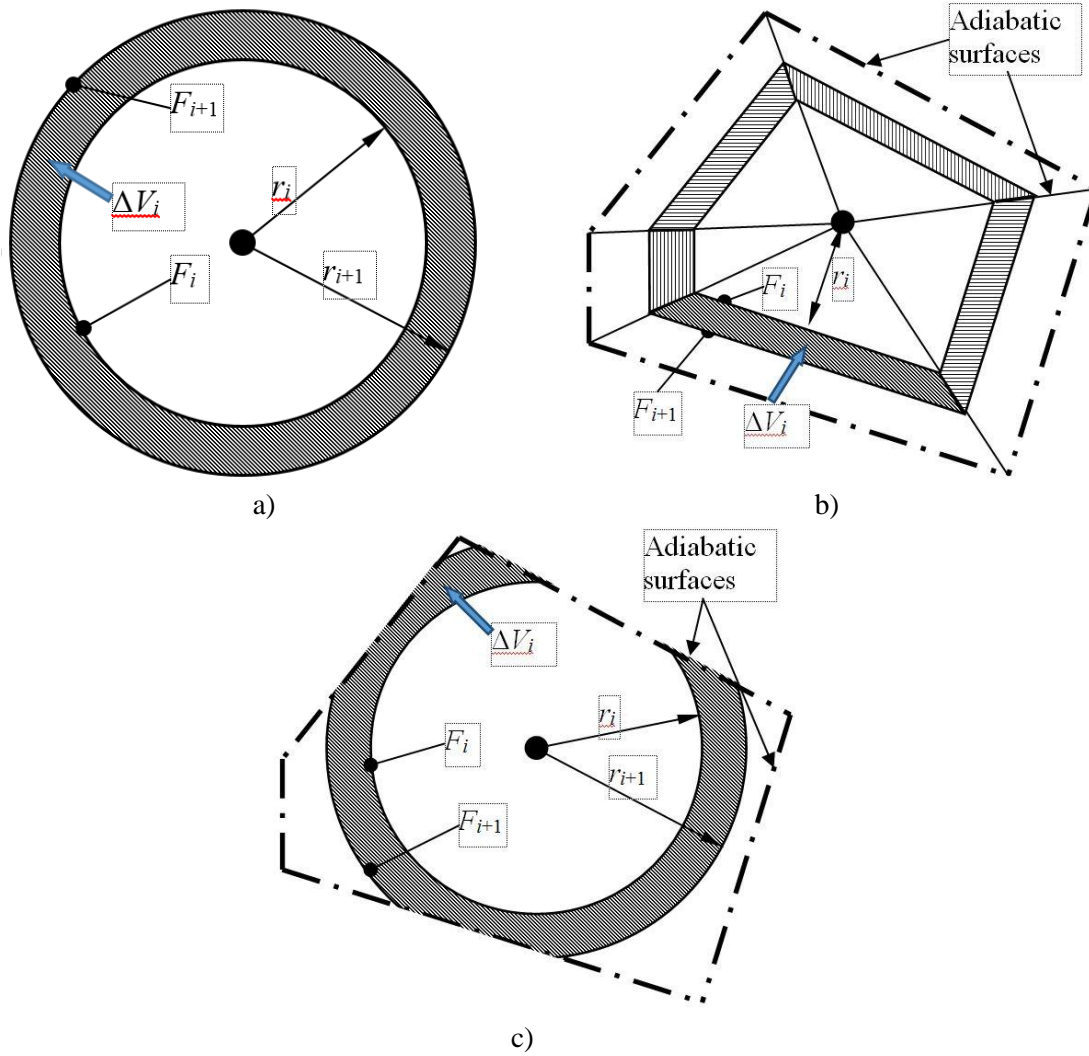 F_{i+1}
r_i
ΔV_i
F_i
r_{i+1}
a)
Adiabatic
surfaces
F_i
r_i
F_{i+1}
ΔV_i
b)
Adiabatic
surfaces
ΔV_i
r_i
F_i
r_{i+1}
F_{i+1}
c)